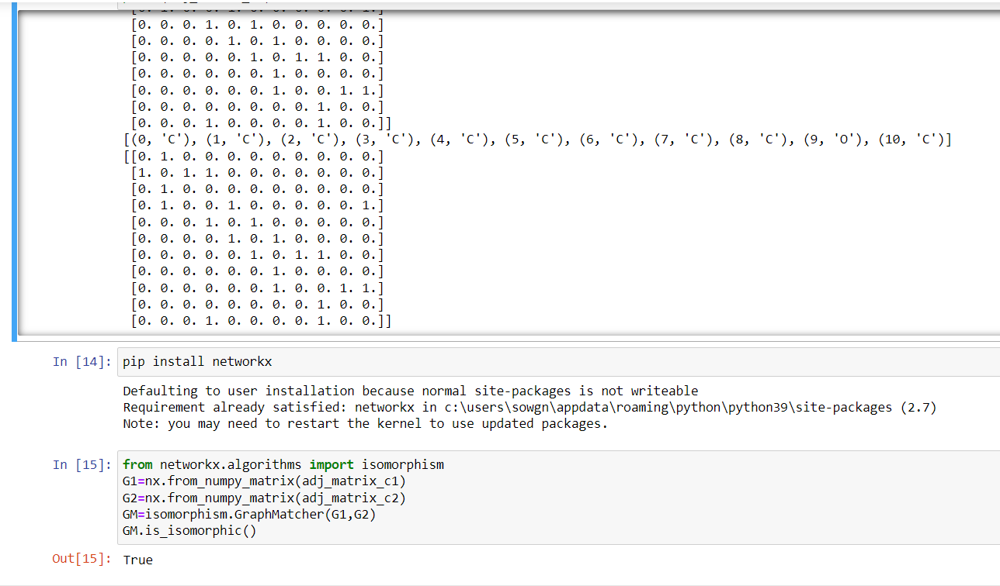 [0. 0. 0. 1. 0. 1. 0. 0. 0. 0. 0.]
[0. 0. 0. 0. 1. 0. 1. 0. 0. 0. 0.]
[0. 0. 0. 0. 0. 1. 0. 1. 1. 0. 0.]
[0. 0. 0. 0. 0. 0. 1. 0. 0. 0. 0.]
[0. 0. 0. 0. 0. 0. 1. 0. 0. 1. 1.]
[0. 0. 0. 0. 0. 0. 0. 0. 1. 0. 0.]
[0. 0. 0. 1. 0. 0. 0. 0. 1. 0. 0.]]
[(0, 'C'), (1, 'C'), (2, 'C'), (3, 'C'), (4, 'C'), (5, 'C'), (6, 'C'), (7, 'C'), (8, 'C'), (9, 'O'), (10, 'C')]
[[0. 1. 0. 0. 0. 0. 0. 0. 0. 0. 0.]
[1. 0. 1. 1. 0. 0. 0. 0. 0. 0. 0.]
[0. 1. 0. 0. 0. 0. 0. 0. 0. 0. 0.]
[0. 1. 0. 0. 1. 0. 0. 0. 0. 0. 1.]
[0. 0. 0. 1. 0. 1. 0. 0. 0. 0. 0.]
[0. 0. 0. 0. 1. 0. 1. 0. 0. 0. 0.]
[0. 0. 0. 0. 0. 1. 0. 1. 1. 0. 0.]
[0. 0. 0. 0. 0. 0. 1. 0. 0. 0. 0.]
[0. 0. 0. 0. 0. 0. 1. 0. 0. 1. 1.]
[0. 0. 0. 0. 0. 0. 0. 0. 1. 0. 0.]
[0. 0. 0. 1. 0. 0. 0. 0. 1. 0. 0.]]
In [14]: pip install networkx
Defaulting to user installation because normal site-packages is not writeable
Requirement already satisfied: networkx in c:\users\sowgn\appdata\roaming\python\python39\site-packages (2.7)
Note: you may need to restart the kernel to use updated packages.
In [15]: from networkx.algorithms import isomorphism
G1=nx.from_numpy_matrix(adj_matrix_c1)
G2=nx.from_numpy_matrix(adj_matrix_c2)
GM=isomorphism.GraphMatcher(G1,G2)
GM.is_isomorphic()
Out[15]: True